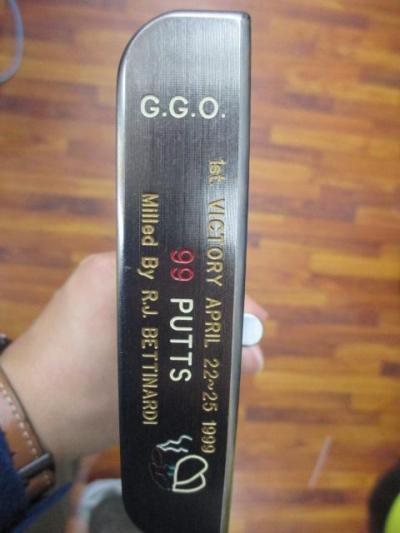 G.G.O.
1st. VICTORY APRIL 22~25 1999
99 PUTTS
Milled By R.J. BETTINARDI